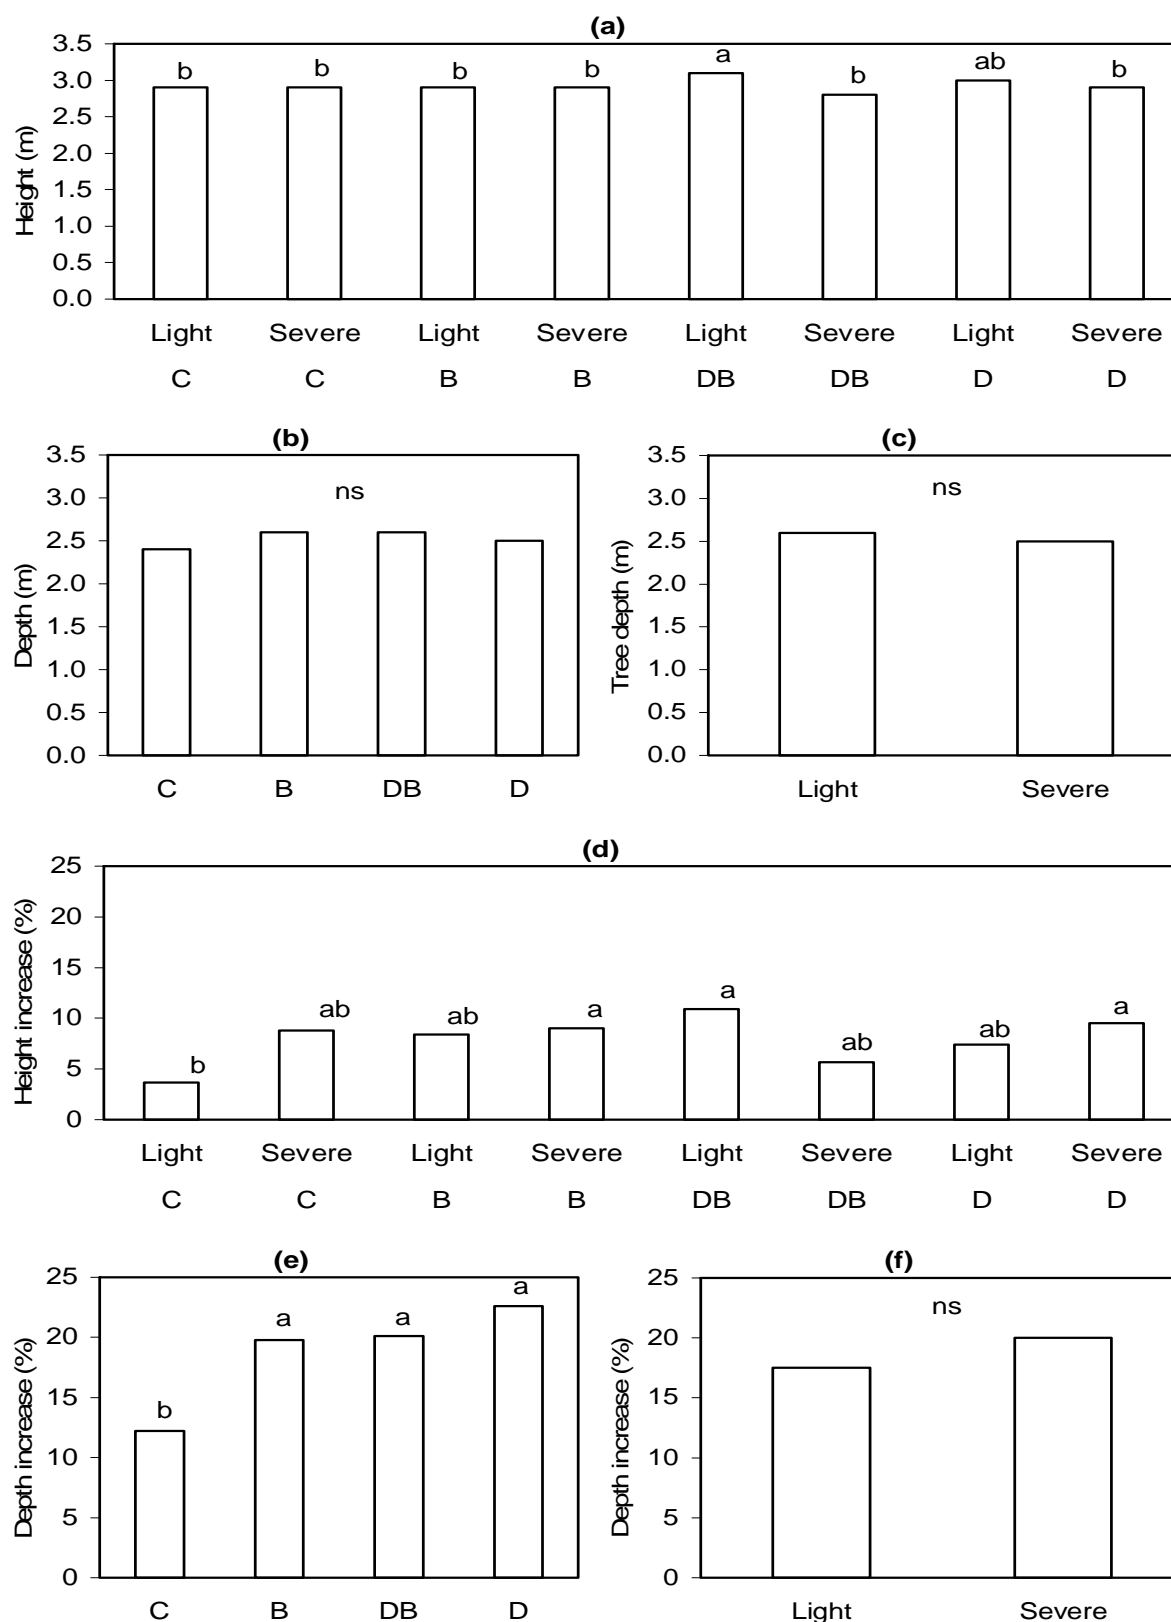 (a)
3.5
3.0
2.5
2.0
1.5
1.0
0.5
0.0
Height (m)
b b b b a b ab b
Light Severe Light Severe Light Severe Light Severe
C C B B DB DB D D
(b)
3.5
3.0
2.5
2.0
1.5
1.0
0.5
0.0
Depth (m)
ns
C B DB D
(c)
3.5
3.0
2.5
2.0
1.5
1.0
0.5
0.0
Tree depth (m)
ns
Light Severe
(d)
25
20
15
10
5
0
Height increase (%)
b ab ab a a ab ab a
Light Severe Light Severe Light Severe Light Severe
C C B B DB DB D D
(e)
25
20
15
10
5
0
Depth increase (%)
b a a a
C B DB D
(f)
25
20
15
10
5
0
Depth increase (%)
ns
Light Severe